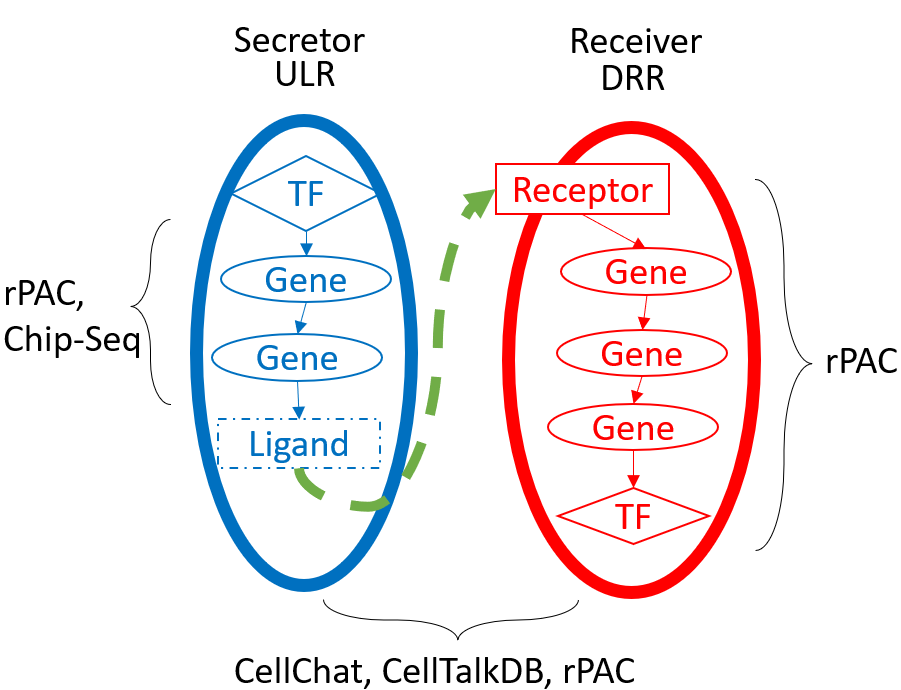 Secretor
ULR
Receiver
DRR
TF
Gene
Gene
Ligand
Receptor
Gene
Gene
Gene
TF
rPAC,
Chip-Seq
rPAC
CellChat, CellTalkDB, rPAC